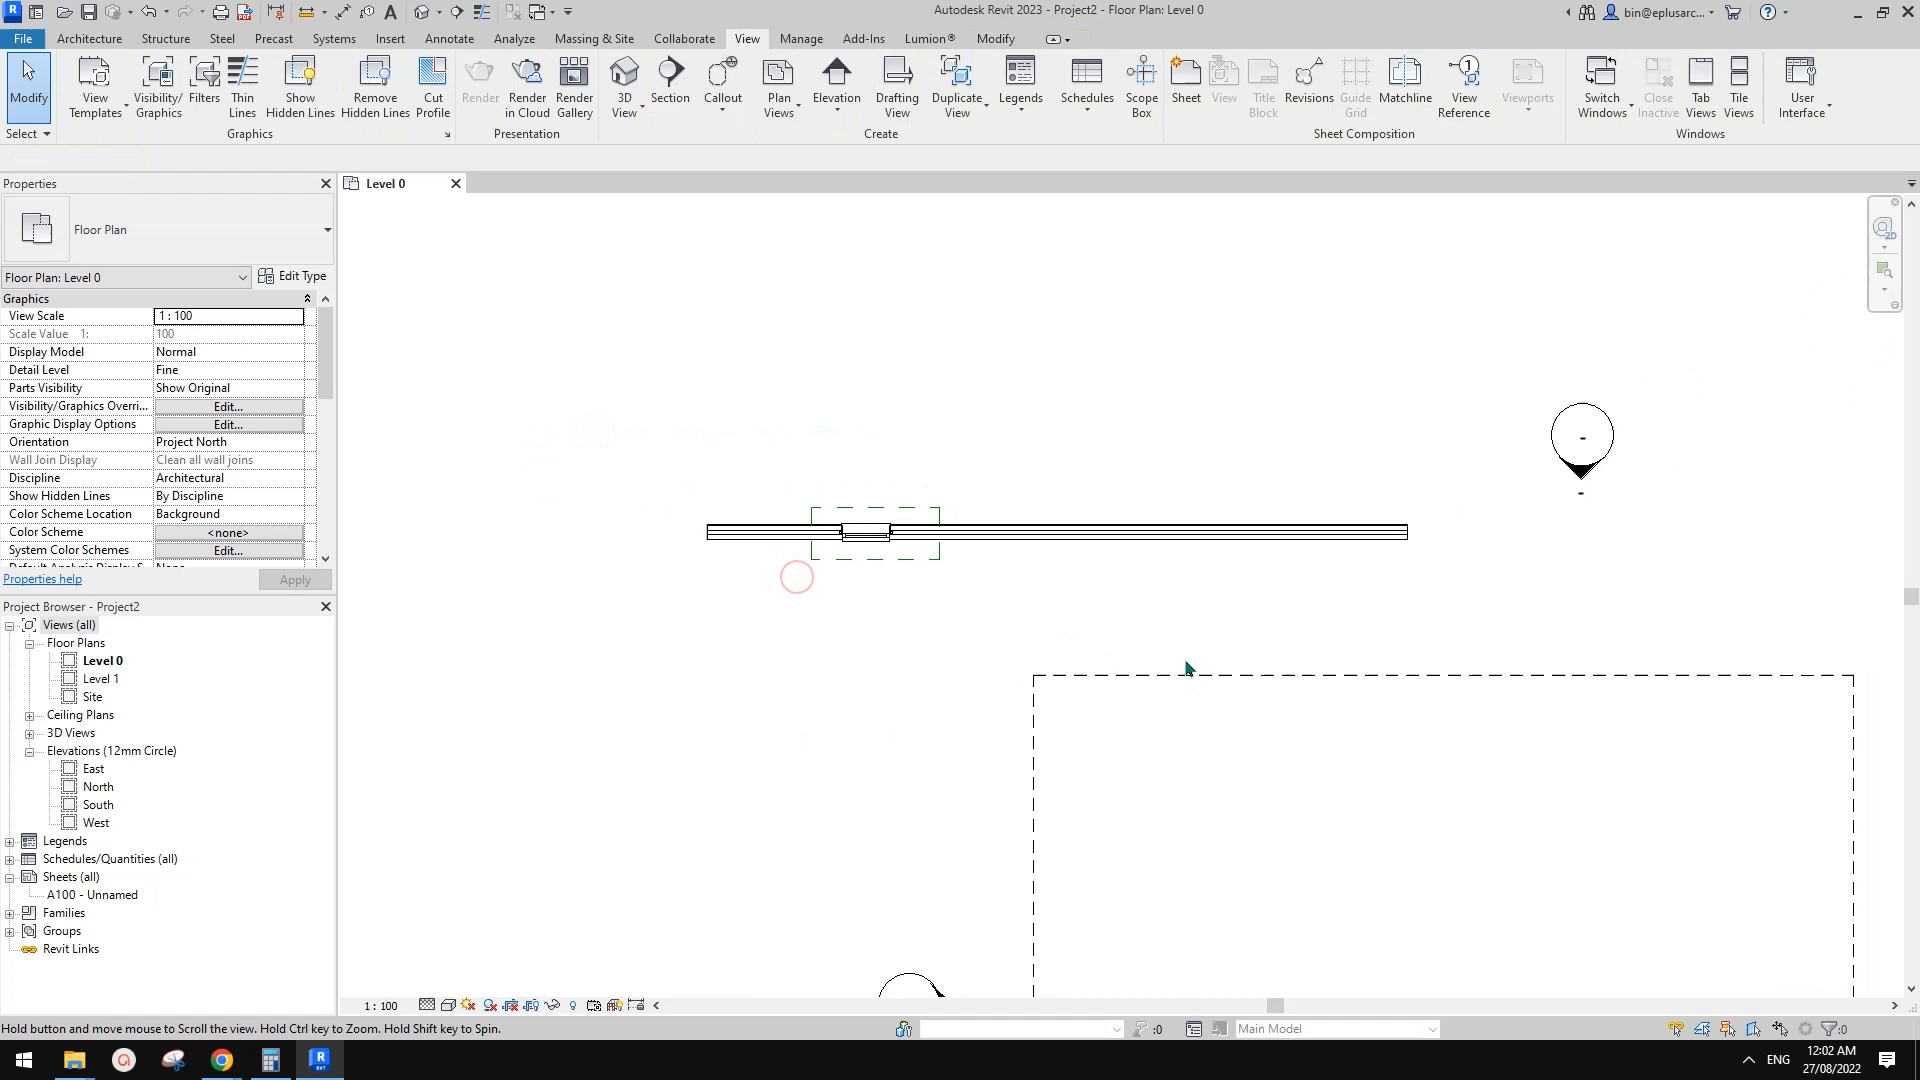 Autodesk Revit 2023 - Project2 - Floor Plan: Level 0
bin@eplusarc...
File Architecture Structure Steel Precast Systems Insert Annotate Analyze Massing & Site Collaborate View Manage Add-Ins Lumion® Modify
Modify
View Templates
Visibility/ Graphics
Filters
Thin Lines
Show Hidden Lines
Remove Hidden Lines
Cut Profile
Render
Render in Cloud
Render Gallery
3D View
Section
Callout
Plan Views
Elevation
Drafting View
Duplicate View
Legends
Schedules
Scope Box
Sheet
View
Title Block
Revisions
Guide Grid
Matchline
View Reference
Viewports
Switch Windows
Close Inactive
Tab Views
Tile Views
User Interface
Select
Graphics
Presentation
Create
Sheet Composition
Windows
Properties
Level 0
Floor Plan
Floor Plan: Level 0
Edit Type
Graphics
View Scale 1 : 100
Scale Value 1: 100
Display Model Normal
Detail Level Fine
Parts Visibility Show Original
Visibility/Graphics Overri... Edit...
Graphic Display Options Edit...
Orientation Project North
Wall Join Display Clean all wall joins
Discipline Architectural
Show Hidden Lines By Discipline
Color Scheme Location Background
Color Scheme <none>
System Color Schemes Edit...
Properties help
Apply
Project Browser - Project2
Views (all)
Floor Plans
Level 0
Level 1
Site
Ceiling Plans
3D Views
Elevations (12mm Circle)
East
North
South
West
Legends
Schedules/Quantities (all)
Sheets (all)
A100 - Unnamed
Families
Groups
Revit Links
2D
-
-
1 : 100
Hold button and move mouse to Scroll the view. Hold Ctrl key to Zoom. Hold Shift key to Spin.
:0
Main Model
:0
ENG
12:02 AM
27/08/2022